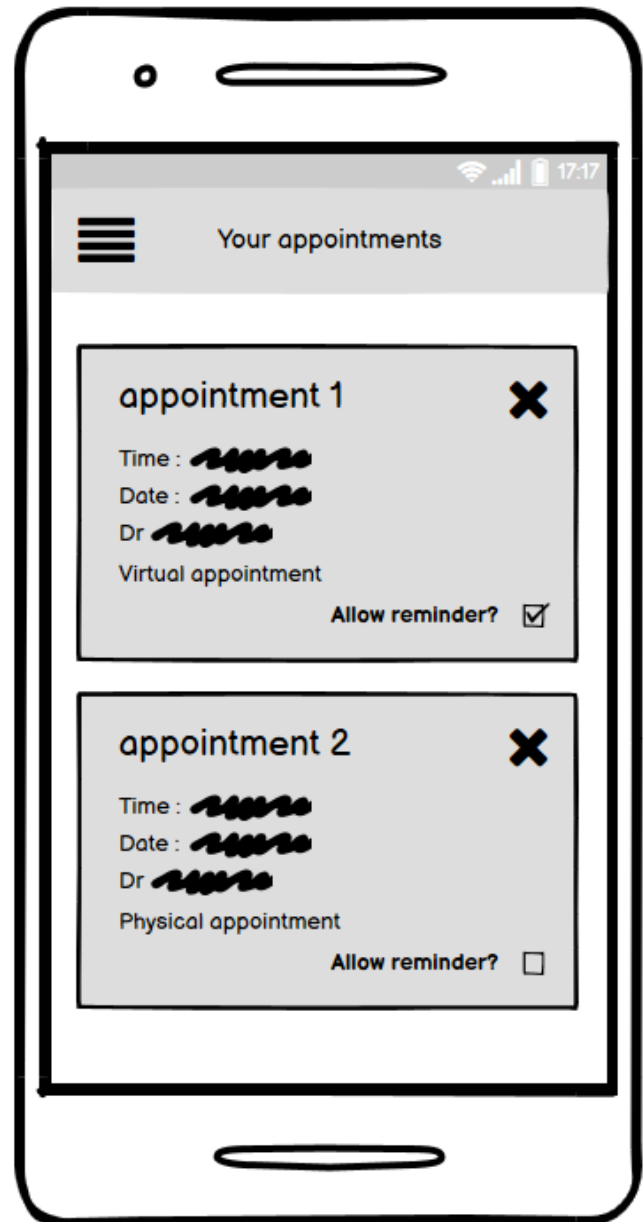 17:17
Your appointments
appointment 1
Time :
Date :
Dr
Virtual appointment
Allow reminder?
appointment 2
Time :
Date :
Dr
Physical appointment
Allow reminder?